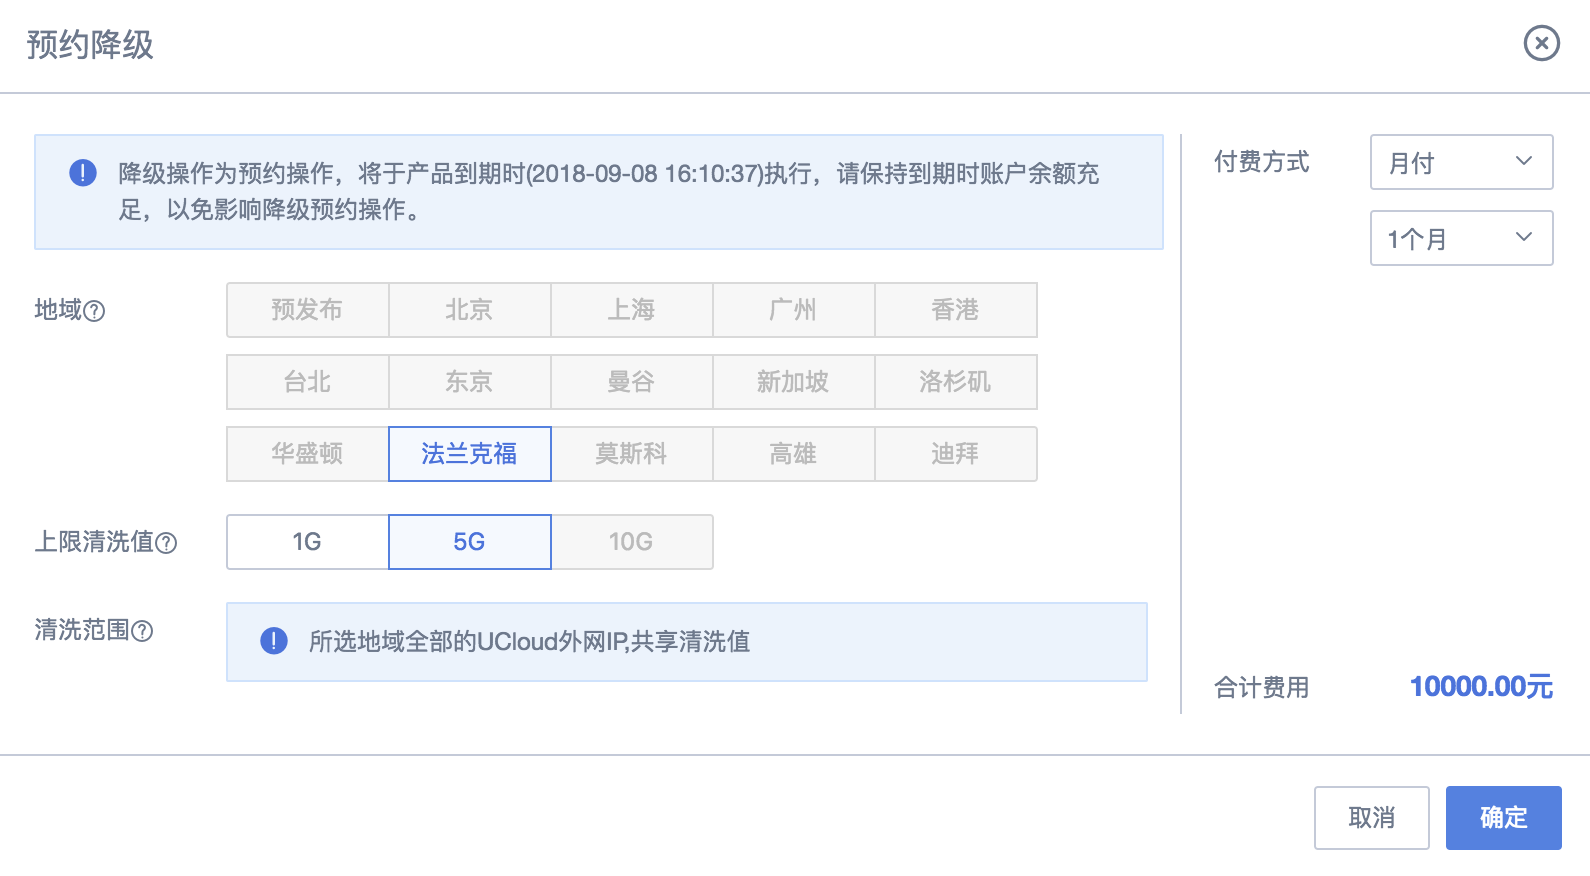 预约降级
降级操作为预约操作，将于产品到期时(2018-09-08 16:10:37)执行，请保持到期时账户余额充
足，以免影响降级预约操作。
付费方式 月付
1个月
地域 预发布 北京 上海 广州 香港
台北 东京 曼谷 新加坡 洛杉矶
华盛顿 法兰克福 莫斯科 高雄 迪拜
上限清洗值 1G 5G 10G
清洗范围 所选地域全部的UCloud外网IP,共享清洗值
合计费用 10000.00元
取消 确定